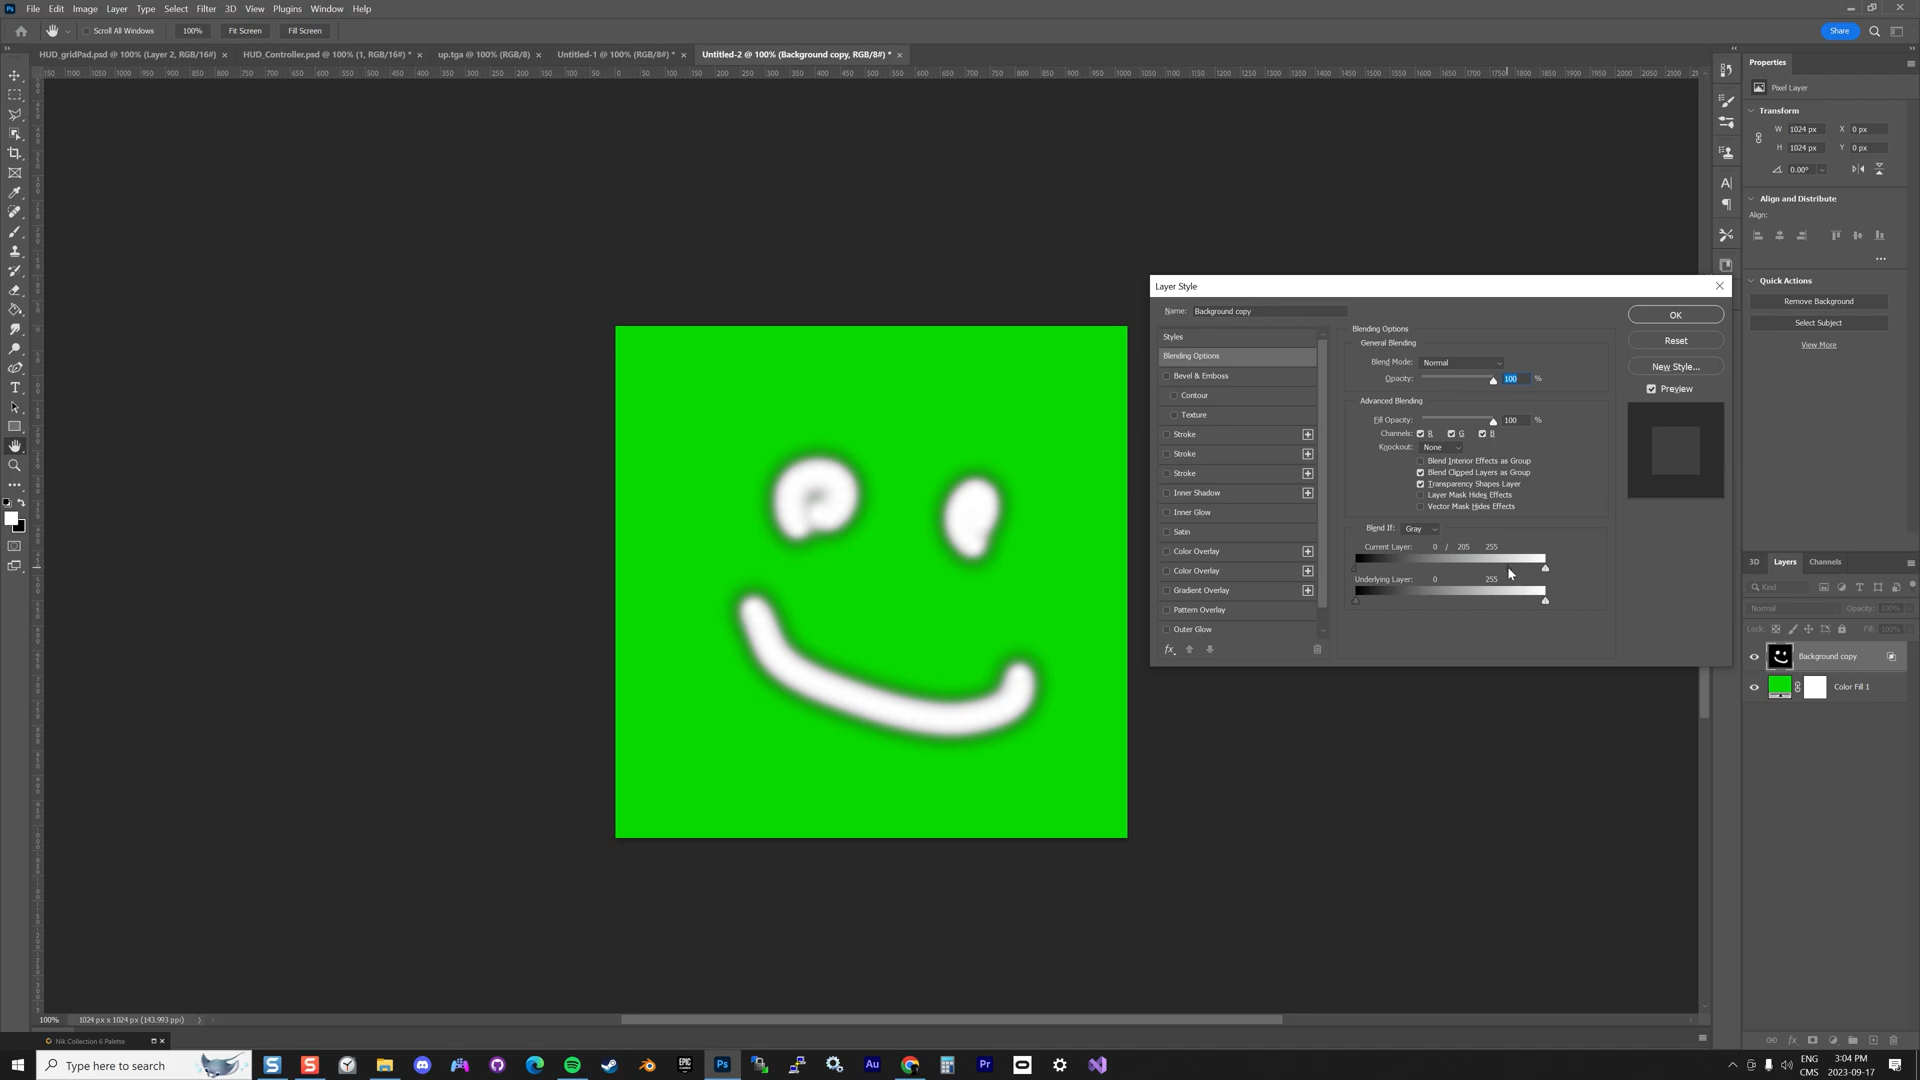 File Edit Image Layer Type Select Filter 3D View Plugins Window Help
Scroll All Windows 100% Fit Screen Fill Screen Share
HUD_gridPad.psd @ 100% (Layer 2, RGB/16#) HUD_Controller.psd @ 100% (1, RGB/16#) * up.tga @ 100% (RGB/8) Untitled-1 @ 100% (RGB/8#) * Untitled-2 @ 100% (Background copy, RGB/8#) *
Properties
Pixel Layer
Transform
W 1024 px X 0 px
H 1024 px Y 0 px
0.00°
Align and Distribute
Align:
Quick Actions
Remove Background
Select Subject
View More
Layer Style
Name: Background copy
Styles
Blending Options
Bevel & Emboss
Contour
Texture
Stroke
Stroke
Stroke
Inner Shadow
Inner Glow
Satin
Color Overlay
Color Overlay
Gradient Overlay
Pattern Overlay
Outer Glow
fx
Blending Options
General Blending
Blend Mode: Normal
Opacity: 100 %
Advanced Blending
Fill Opacity: 100 %
Channels: R G B
Knockout: None
Blend Interior Effects as Group
Blend Clipped Layers as Group
Transparency Shapes Layer
Layer Mask Hides Effects
Vector Mask Hides Effects
Blend If: Gray
Current Layer: 0 / 205 255
Underlying Layer: 0 255
OK
Reset
New Style...
Preview
3D Layers Channels
Kind
Normal Opacity: 100%
Lock: Fill: 100%
Background copy
Color Fill 1
100% 1024 px x 1024 px (143.993 ppi)
Nik Collection 6 Palette
Type here to search
ENG
CMS
3:04 PM
2023-09-17